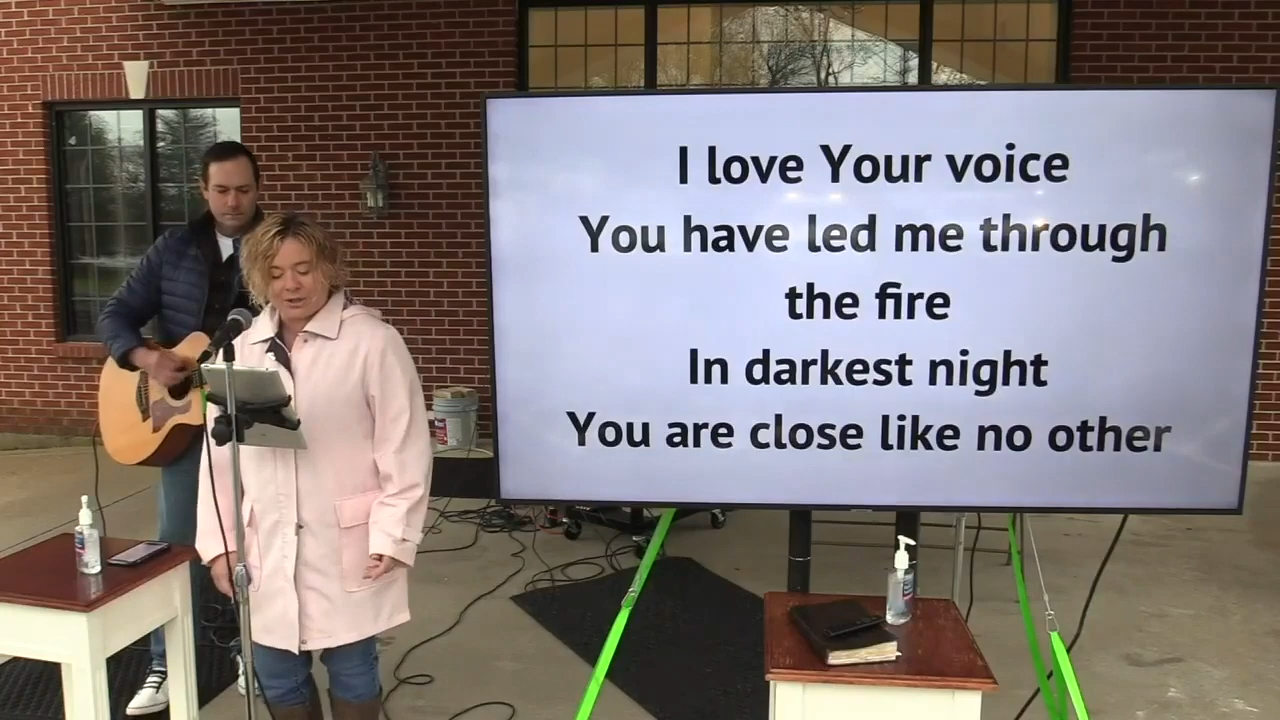 I love Your voice
You have led me through
the fire
In darkest night
You are close like no other